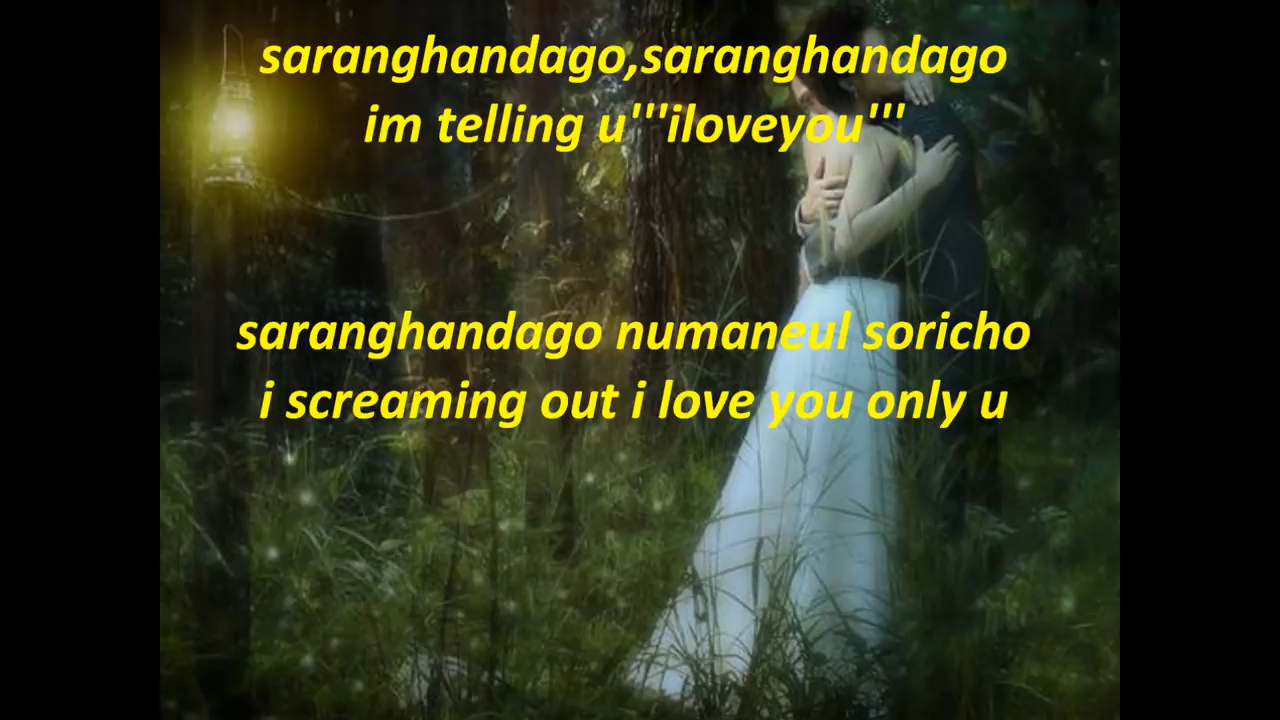 saranghandago,saranghandago
im telling u'''iloveyou'''
saranghandago numaneul soricho
i screaming out i love you only u